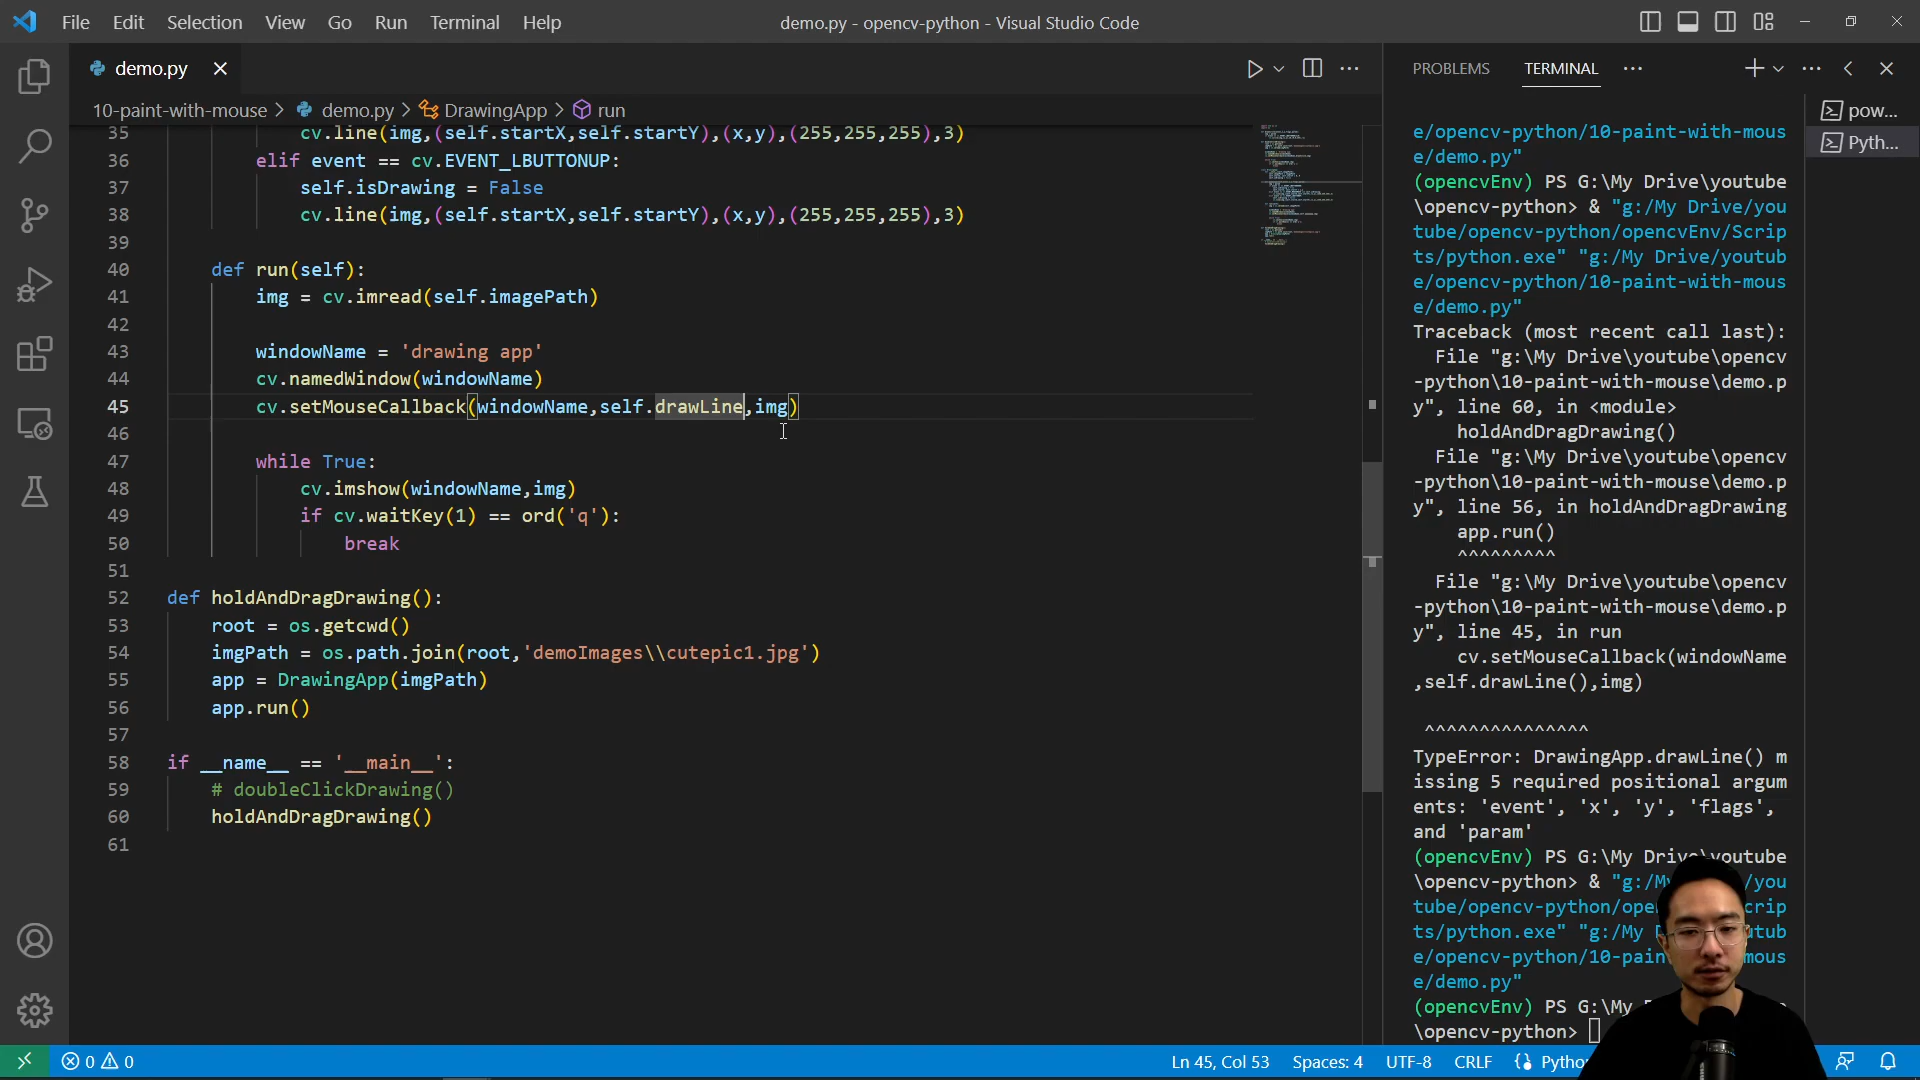 File Edit Selection View Go Run Terminal Help
demo.py - opencv-python - Visual Studio Code
demo.py
10-paint-with-mouse > demo.py > DrawingApp > run
35 cv.line(img,(self.startX,self.startY),(x,y),(255,255,255),3)
36 elif event == cv.EVENT_LBUTTONUP:
37 self.isDrawing = False
38 cv.line(img,(self.startX,self.startY),(x,y),(255,255,255),3)
39
40 def run(self):
41 img = cv.imread(self.imagePath)
42
43 windowName = 'drawing app'
44 cv.namedWindow(windowName)
45 cv.setMouseCallback(windowName,self.drawLine,img)
46
47 while True:
48 cv.imshow(windowName,img)
49 if cv.waitKey(1) == ord('q'):
50 break
51
52 def holdAndDragDrawing():
53 root = os.getcwd()
54 imgPath = os.path.join(root,'demoImages\\cutepic1.jpg')
55 app = DrawingApp(imgPath)
56 app.run()
57
58 if __name__ == '__main__':
59 # doubleClickDrawing()
60 holdAndDragDrawing()
61
PROBLEMS TERMINAL
pow...
Pyth...
e/opencv-python/10-paint-with-mous
e/demo.py"
(opencvEnv) PS G:\My Drive\youtube
\opencv-python> & "g:/My Drive/you
tube/opencv-python/opencvEnv/Scrip
ts/python.exe" "g:/My Drive/youtub
e/opencv-python/10-paint-with-mous
e/demo.py"
Traceback (most recent call last):
File "g:\My Drive\youtube\opencv
-python\10-paint-with-mouse\demo.p
y", line 60, in <module>
holdAndDragDrawing()
File "g:\My Drive\youtube\opencv
-python\10-paint-with-mouse\demo.p
y", line 56, in holdAndDragDrawing
app.run()
^^^^^^^^^
File "g:\My Drive\youtube\opencv
-python\10-paint-with-mouse\demo.p
y", line 45, in run
cv.setMouseCallback(windowName
,self.drawLine(),img)
^^^^^^^^^^^^^^^
TypeError: DrawingApp.drawLine() m
issing 5 required positional argum
ents: 'event', 'x', 'y', 'flags',
and 'param'
(opencvEnv) PS G:\My Drive\youtube
\opencv-python> & "g:/M /you
tube/opencv-python/ope crip
ts/python.exe" "g:/My utub
e/opencv-python/10-pain mous
e/demo.py"
(opencvEnv) PS G:\My e
\opencv-python>
0 0
Ln 45, Col 53 Spaces: 4 UTF-8 CRLF Pytho